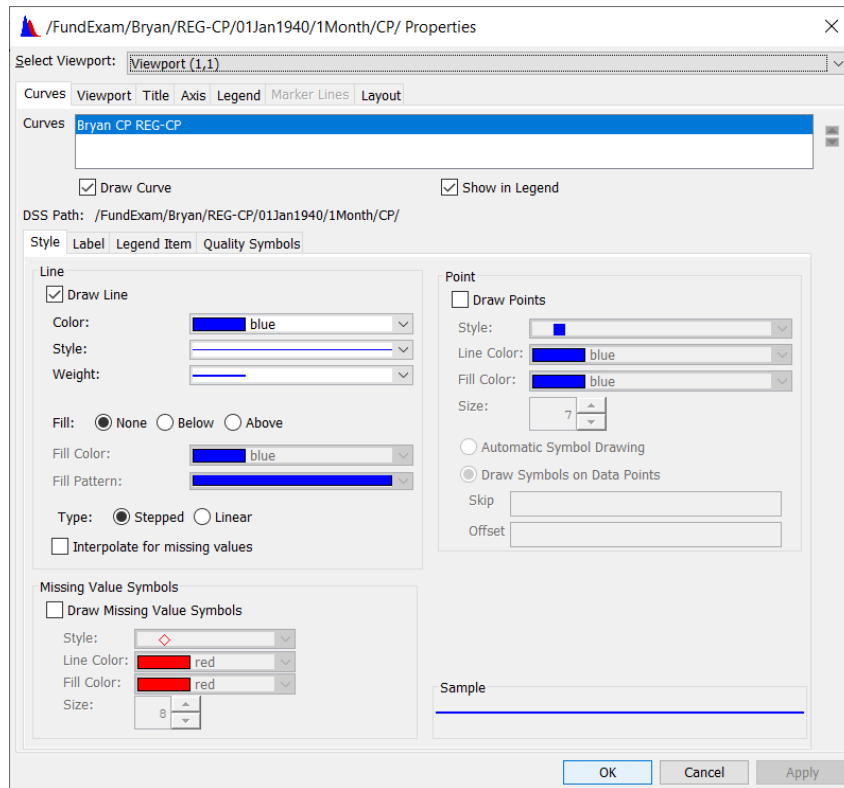 /FundExam/Bryan/REG-CP/01Jan1940/1Month/CP/ Properties
Select Viewport: Viewport (1,1)
Curves Viewport Title Axis Legend Marker Lines Layout
Curves Bryan CP REG-CP
Draw Curve Show in Legend
DSS Path: /FundExam/Bryan/REG-CP/01Jan1940/1Month/CP/
Style Label Legend Item Quality Symbols
Line
Draw Line
Color: blue
Style:
Weight:
Fill: None Below Above
Fill Color: blue
Fill Pattern:
Type: Stepped Linear
Interpolate for missing values
Point
Draw Points
Style:
Line Color: blue
Fill Color: blue
Size: 7
Automatic Symbol Drawing
Draw Symbols on Data Points
Skip
Offset
Missing Value Symbols
Draw Missing Value Symbols
Style:
Line Color: red
Fill Color: red
Size: 8
Sample
OK Cancel Apply